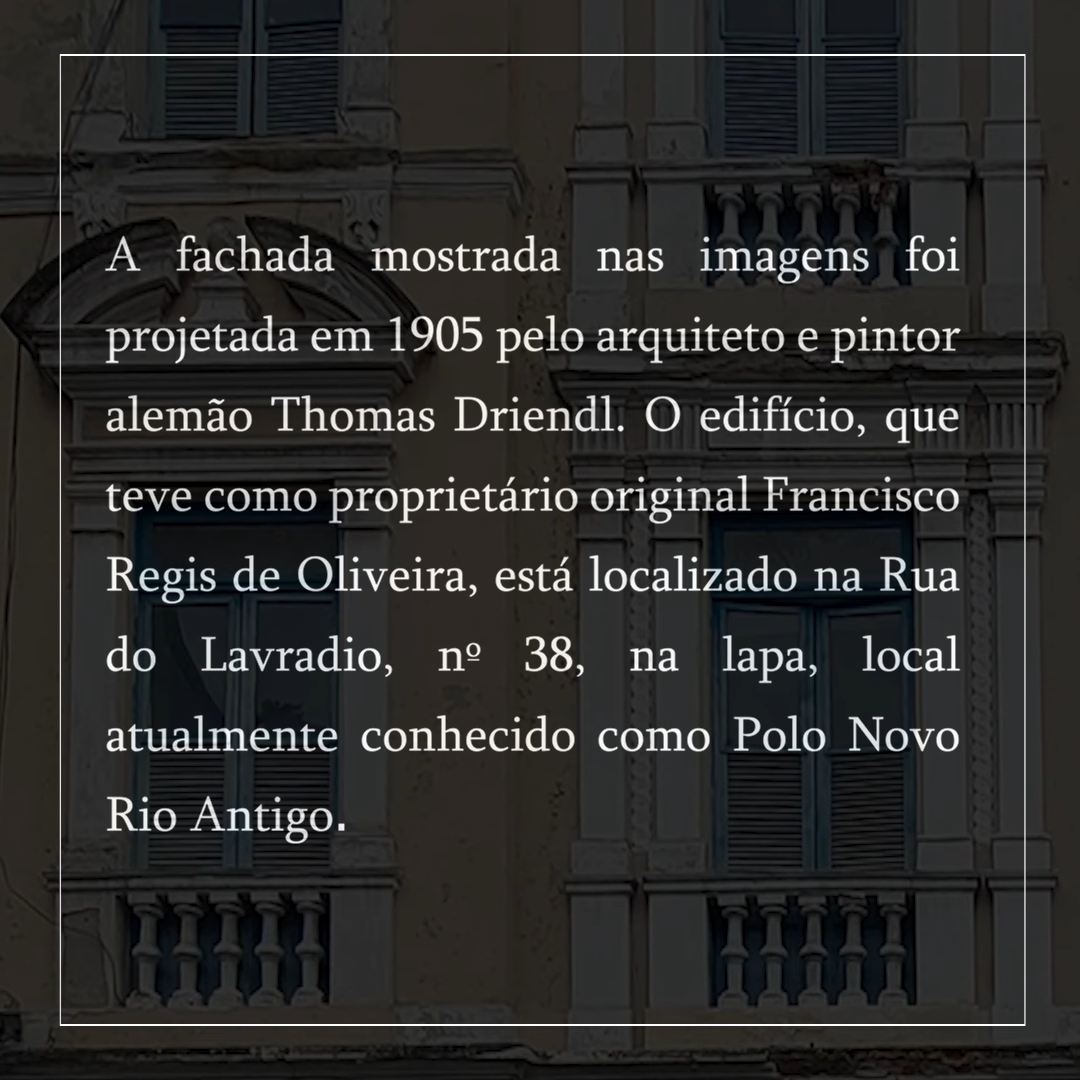 A fachada mostrada nas imagens foi
projetada em 1905 pelo arquiteto e pintor
alemão Thomas Driendl. O edifício, que
teve como proprietário original Francisco
Regis de Oliveira, está localizado na Rua
do Lavradio, nº 38, na lapa, local
atualmente conhecido como Polo Novo
Rio Antigo.